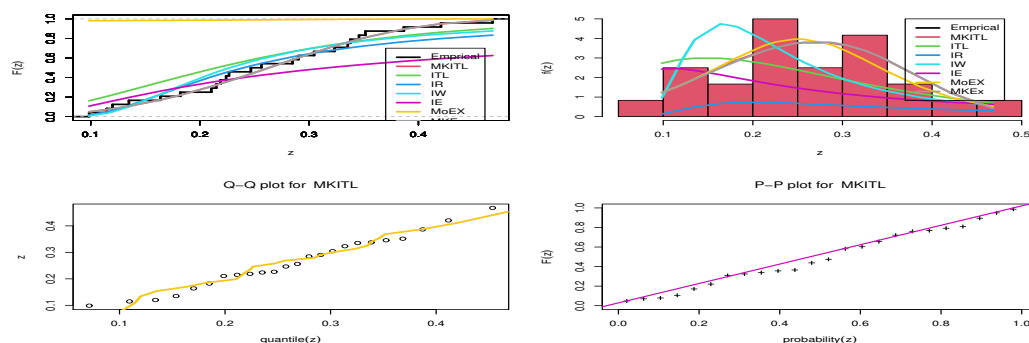 F(z)
0.0 0.2 0.4 0.6 0.8 1.0
Emprical
MKITL
ITL
IR
IW
IE
MoEX
0.1 0.2 0.3 0.4
z
f(z)
0 1 2 3 4 5
Emprical
MKITL
ITL
IR
IW
IE
MoEX
MKEx
0.1 0.2 0.3 0.4 0.5
z
Q−Q plot for MKITL
z
0.1 0.2 0.3 0.4
0.1 0.2 0.3 0.4
quantile(z)
P−P plot for MKITL
F(z)
0.0 0.2 0.4 0.6 0.8 1.0
0.0 0.2 0.4 0.6 0.8 1.0
probability(z)